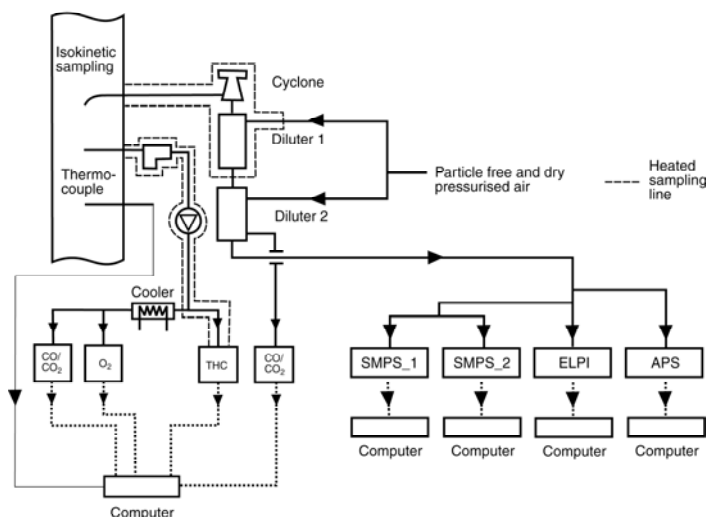 Isokinetic
sampling
Cyclone
Diluter 1
Thermo-
couple
Particle free and dry
pressurised air
Heated
sampling
line
Diluter 2
Cooler
CO/
CO2
O2
THC
CO/
CO2
SMPS_1
SMPS_2
ELPI
APS
Computer
Computer
Computer
Computer
Computer